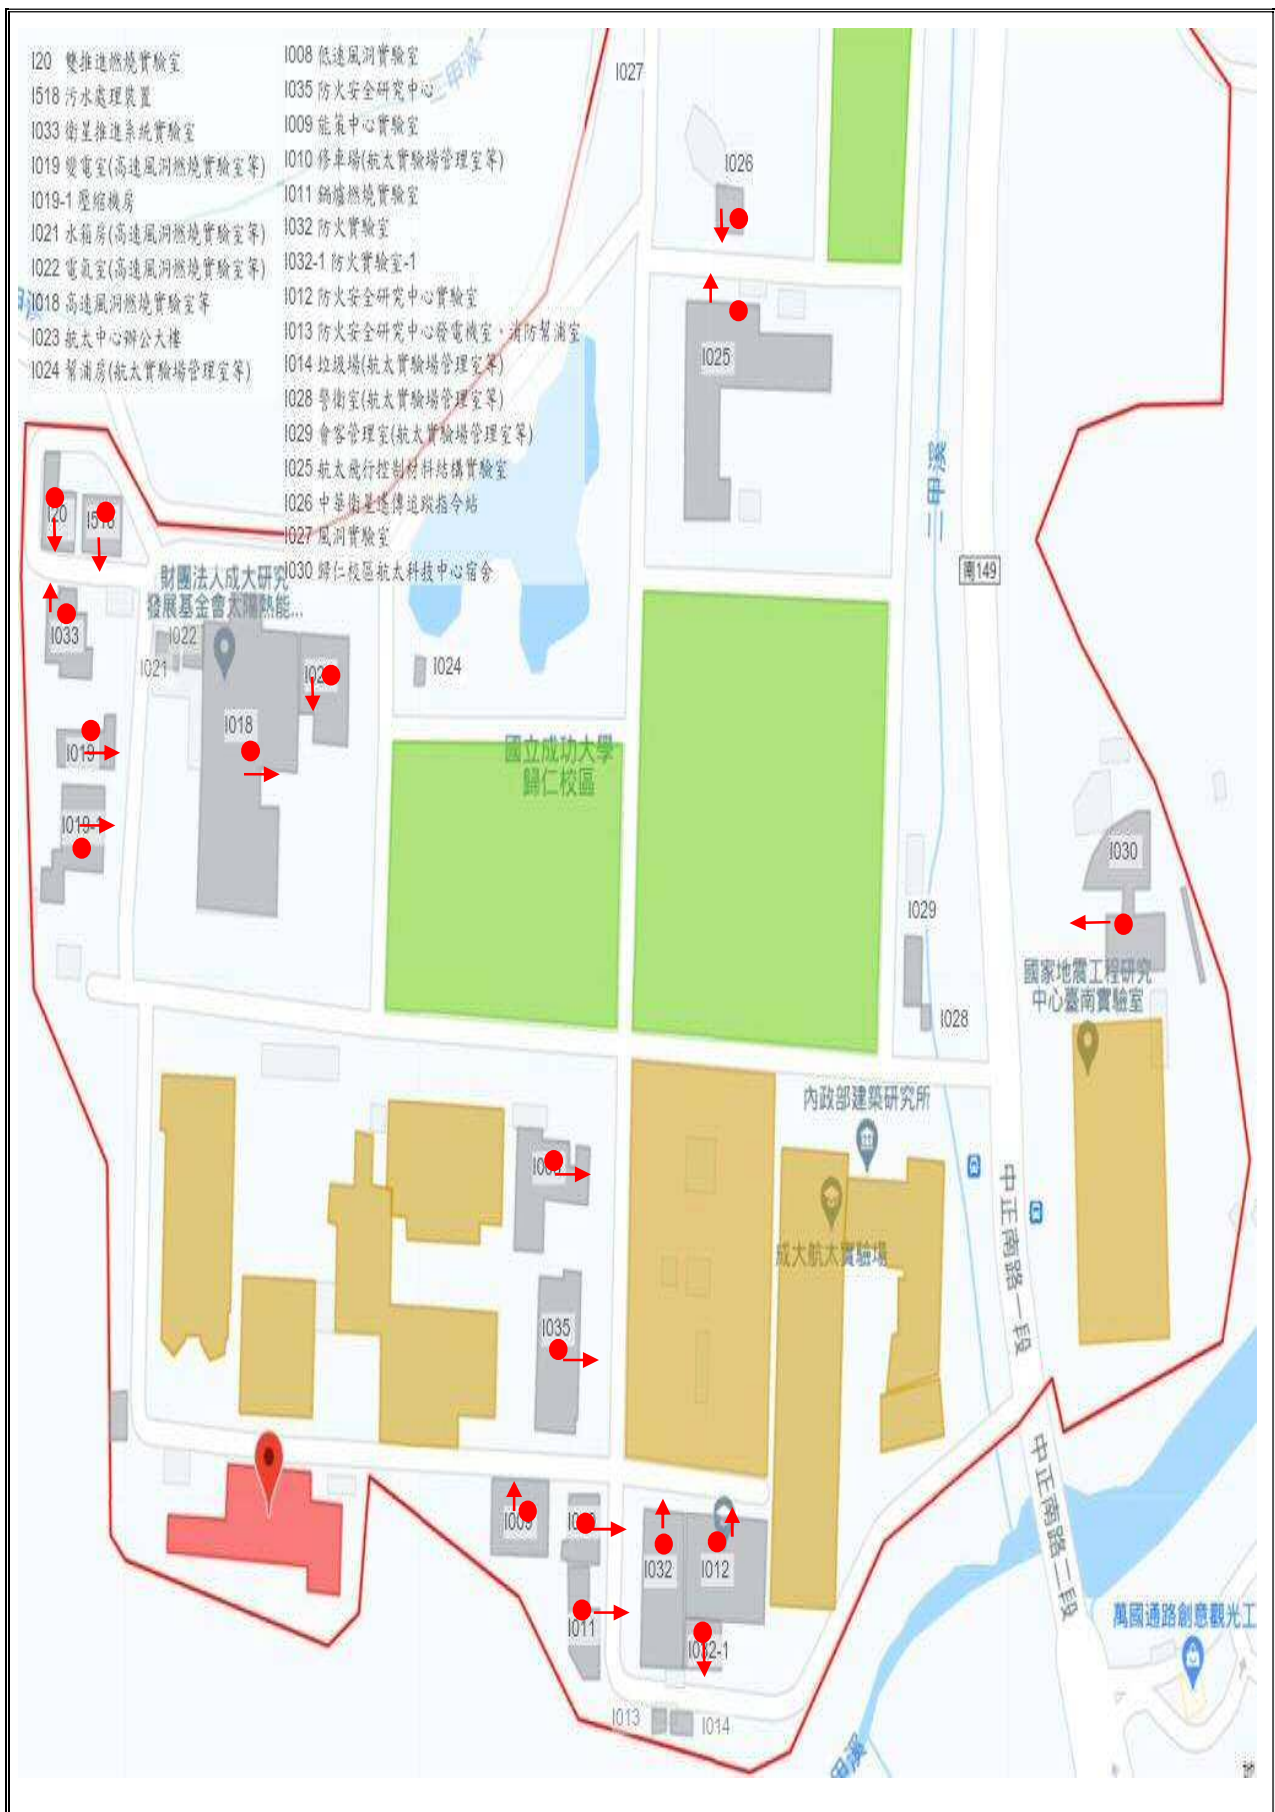 I20 雙推進燃燒實驗室
I518 污水處理裝置
I033 衛星推進系統實驗室
I019 變電室(高速風洞燃燒實驗室等)
I019-1 壓縮機房
I021 水箱房(高速風洞燃燒實驗室等)
I022 電氣室(高速風洞燃燒實驗室等)
I018 高速風洞燃燒實驗室等
I023 航太中心辦公大樓
I024 幫浦房(航太實驗場管理室等)
I008 低速風洞實驗室
I035 防火安全研究中心
I009 能策中心實驗室
I010 修車場(航太實驗場管理室等)
I011 鍋爐燃燒實驗室
I032 防火實驗室
I032-1 防火實驗室-1
I012 防火安全研究中心實驗室
I013 防火安全研究中心發電機室、消防幫浦室
I014 垃圾場(航太實驗場管理室等)
I028 警衛室(航太實驗場管理室等)
I029 會客管理室(航太實驗場管理室等)
I025 航太飛行控制材料結構實驗室
I026 中華衛星遙傳追蹤指令站
I027 風洞實驗室
I030 歸仁校區航太科技中心宿舍
二甲溪
I027
I026
I025
二甲溪
南149
I20
財團法人成大研究
發展基金會太陽熱能...
I033
I022
I021
I024
I018
I019
國立成功大學
歸仁校區
I030
I029
國家地震工程研究
中心臺南實驗室
I028
內政部建築研究所
中正南路一段
成大航太實驗場
I035
中正南路二段
I009
I032
I012
I011
I032-1
萬國通路創意觀光工
I013
I014
甲溪